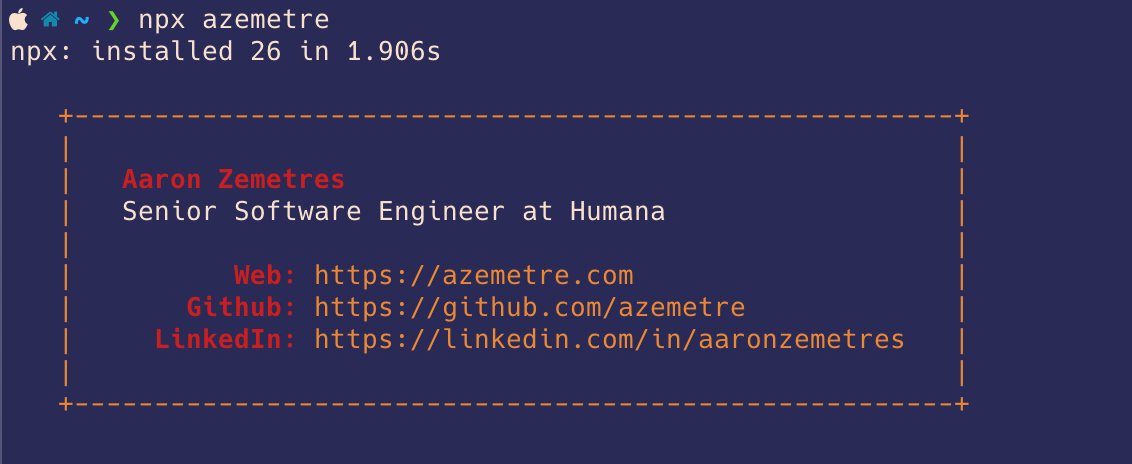 ~ ❯ npx azemetre
npx: installed 26 in 1.906s
+-------------------------------------------------------+
Aaron Zemetres
Senior Software Engineer at Humana
Web: https://azemetre.com
Github: https://github.com/azemetre
LinkedIn: https://linkedin.com/in/aaronzemetres
+-------------------------------------------------------+